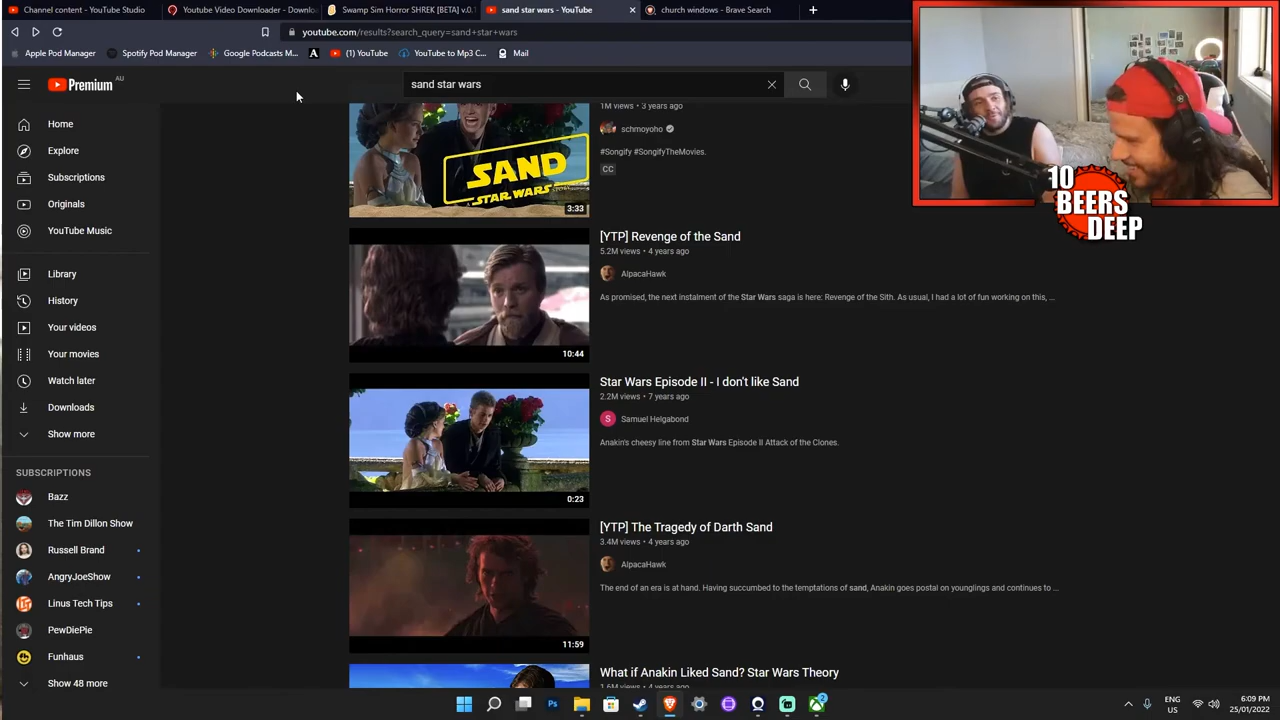 Channel content - YouTube Studio
Youtube Video Downloader - Downlo
Swamp Sim Horror SHREK [BETA] v.0.
sand star wars - YouTube
church windows - Brave Search
youtube.com/results?search_query=sand+star+wars
Apple Pod Manager
Spotify Pod Manager
Google Podcasts M...
(1) YouTube
YouTube to Mp3 C...
Mail
Premium
AU
sand star wars
Home
Explore
Subscriptions
Originals
YouTube Music
Library
History
Your videos
Your movies
Watch later
Downloads
Show more
SUBSCRIPTIONS
Bazz
The Tim Dillon Show
Russell Brand
AngryJoeShow
Linus Tech Tips
PewDiePie
Funhaus
Show 48 more
SAND
STAR WARS
3:33
1M views • 3 years ago
schmoyoho
#Songify #SongifyTheMovies.
CC
10:44
[YTP] Revenge of the Sand
5.2M views • 4 years ago
AlpacaHawk
As promised, the next instalment of the Star Wars saga is here: Revenge of the Sith. As usual, I had a lot of fun working on this, ...
0:23
Star Wars Episode II - I don't like Sand
2.2M views • 7 years ago
S
Samuel Helgabond
Anakin's cheesy line from Star Wars Episode II Attack of the Clones.
11:59
[YTP] The Tragedy of Darth Sand
3.4M views • 4 years ago
AlpacaHawk
The end of an era is at hand. Having succumbed to the temptations of sand, Anakin goes postal on younglings and continues to ...
What if Anakin Liked Sand? Star Wars Theory
1.6M views • 4 years ago
10
BEERS
DEEP
2
ENG
US
6:09 PM
25/01/2022